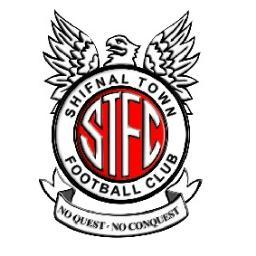 SHIFNAL TOWN
STFC
FOOTBALL CLUB
NO QUEST - NO CONQUEST